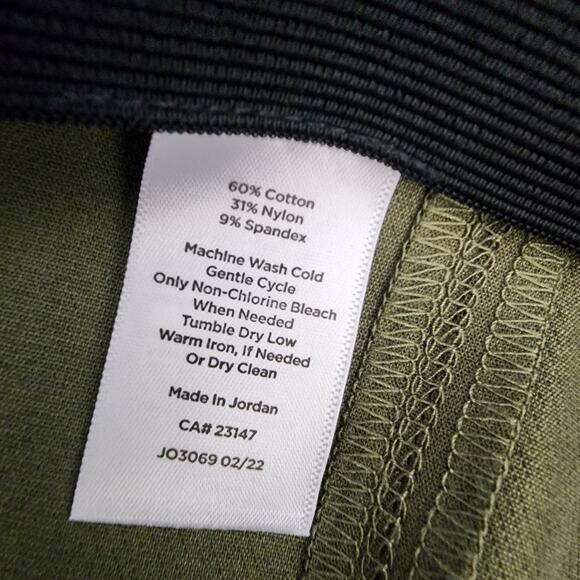 60% Cotton
31% Nylon
9% Spandex
Machine Wash Cold
Gentle Cycle
Only Non-Chlorine Bleach
When Needed
Tumble Dry Low
Warm Iron, If Needed
Or Dry Clean
Made In Jordan
CA# 23147
JO3069 02/22